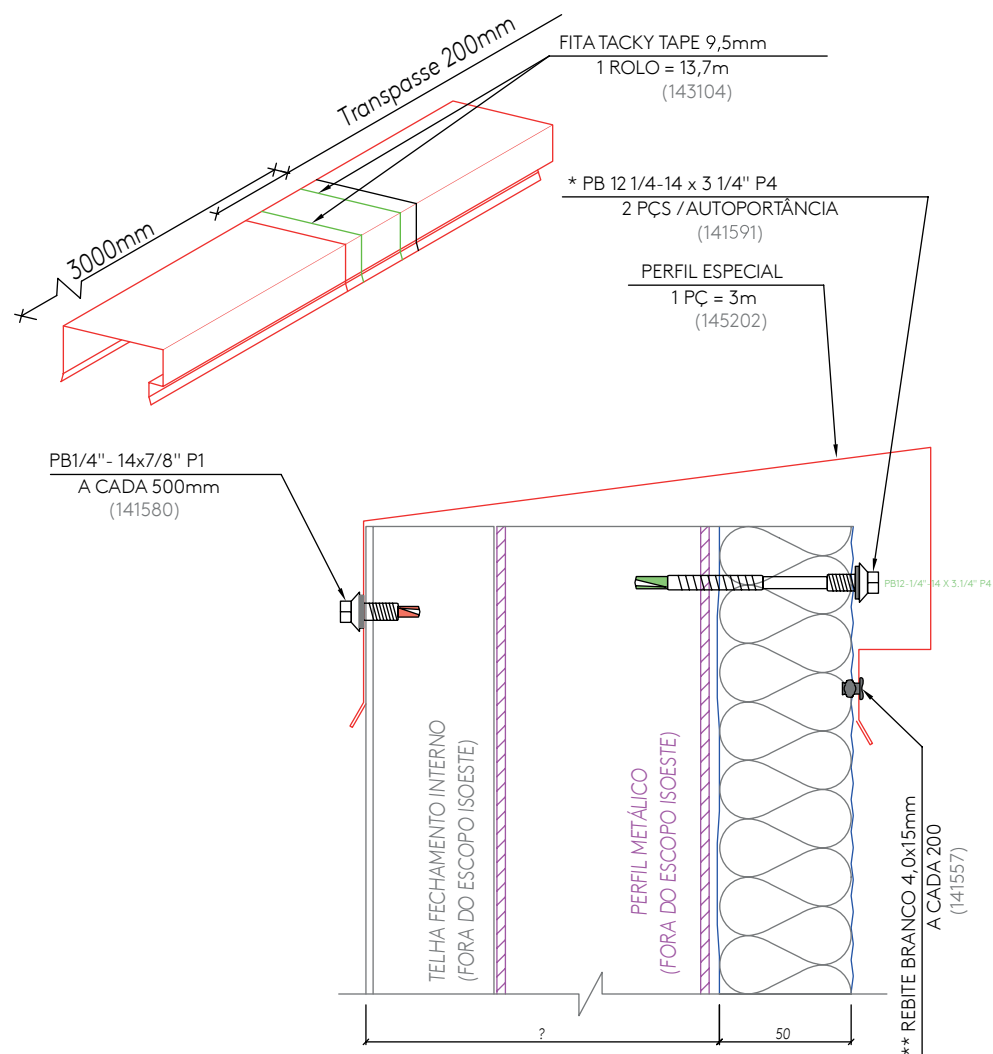 Transpasse 200mm
3000mm
FITA TACKY TAPE 9,5mm
1 ROLO = 13,7m
(143104)
* PB 12 1/4-14 x 3 1/4" P4
2 PÇS / AUTOPORTÂNCIA
(141591)
PERFIL ESPECIAL
1 PÇ = 3m
(145202)
PB1/4"- 14x7/8" P1
A CADA 500mm
(141580)
PB12-1/4"-14 X 3.1/4" P4
TELHA FECHAMENTO INTERNO
(FORA DO ESCOPO ISOESTE)
PERFIL METÁLICO
(FORA DO ESCOPO ISOESTE)
** REBITE BRANCO 4,0x15mm
A CADA 200
(141557)
?
50